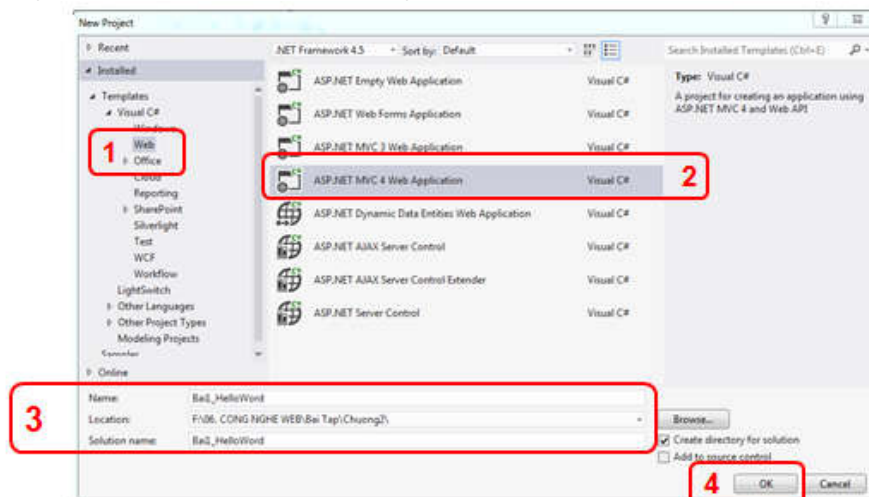 New Project
Recent
.NET Framework 4.5 Sort by: Default Search Installed Templates (Ctrl+E)
Installed
Templates
Visual C#
Windows
Web
Office
Cloud
Reporting
SharePoint
Silverlight
Test
WCF
Workflow
LightSwitch
Other Languages
Other Project Types
Modeling Projects
Samples
Online
1
ASP.NET Empty Web Application Visual C#
ASP.NET Web Forms Application Visual C#
ASP.NET MVC 3 Web Application Visual C#
ASP.NET MVC 4 Web Application Visual C#
2
ASP.NET Dynamic Data Entities Web Application Visual C#
ASP.NET AJAX Server Control Visual C#
ASP.NET AJAX Server Control Extender Visual C#
ASP.NET Server Control Visual C#
Type: Visual C#
A project for creating an application using
ASP.NET MVC 4 and Web API
3
Name: Bai1_HelloWord
Location: F:\06. CONG NGHE WEB\Bai Tap\Chuong2\
Solution name: Bai1_HelloWord
Browse...
Create directory for solution
Add to source control
4
OK Cancel